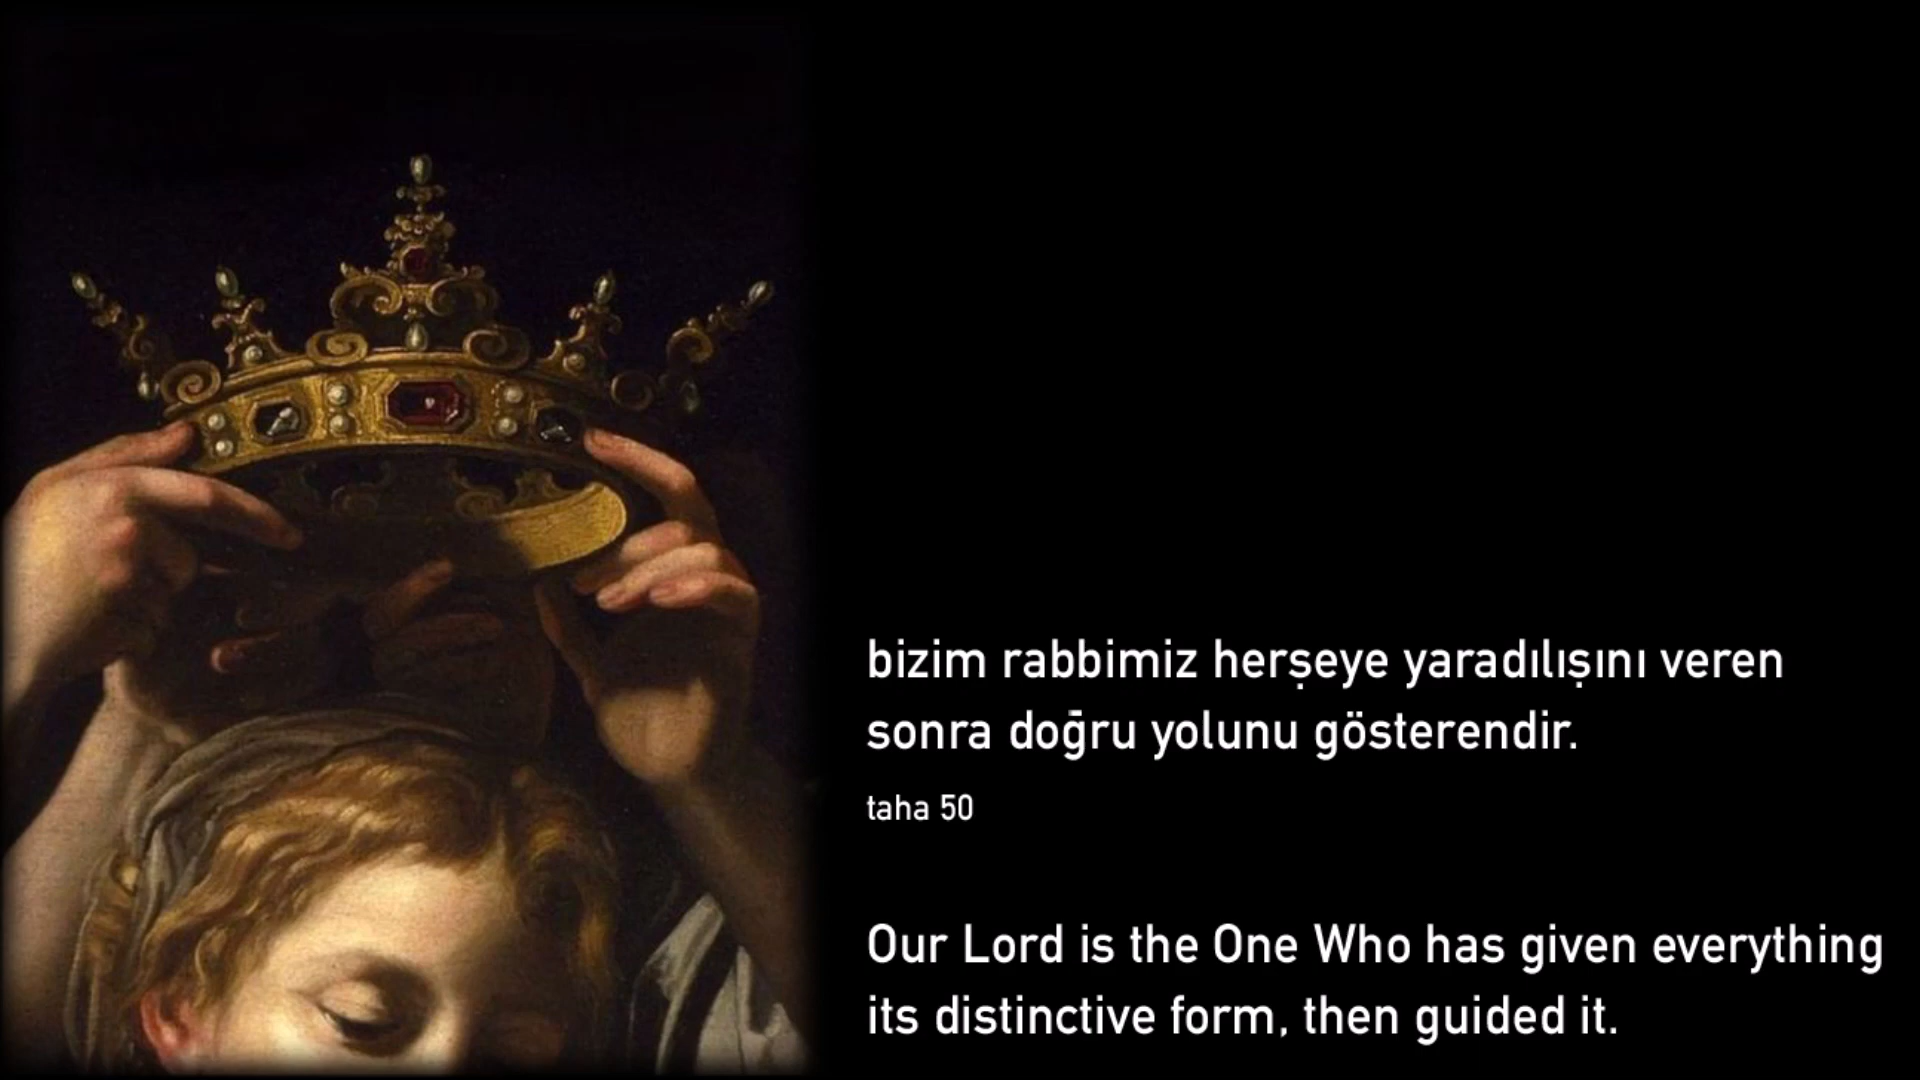 bizim rabbimiz herşeye yaradılışını veren
sonra doğru yolunu gösterendir.
taha 50
Our Lord is the One Who has given everything
its distinctive form, then guided it.